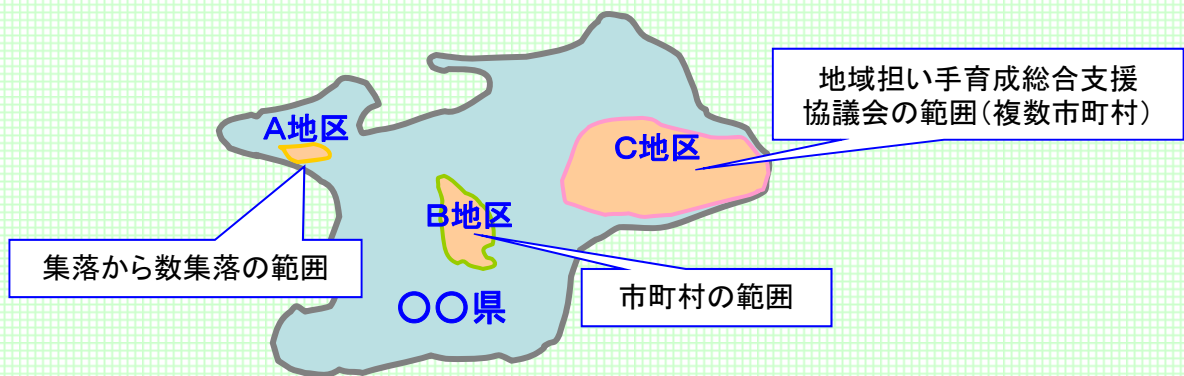 地域担い手育成総合支援
協議会の範囲(複数市町村)
A地区
C地区
B地区
集落から数集落の範囲
市町村の範囲
〇〇県